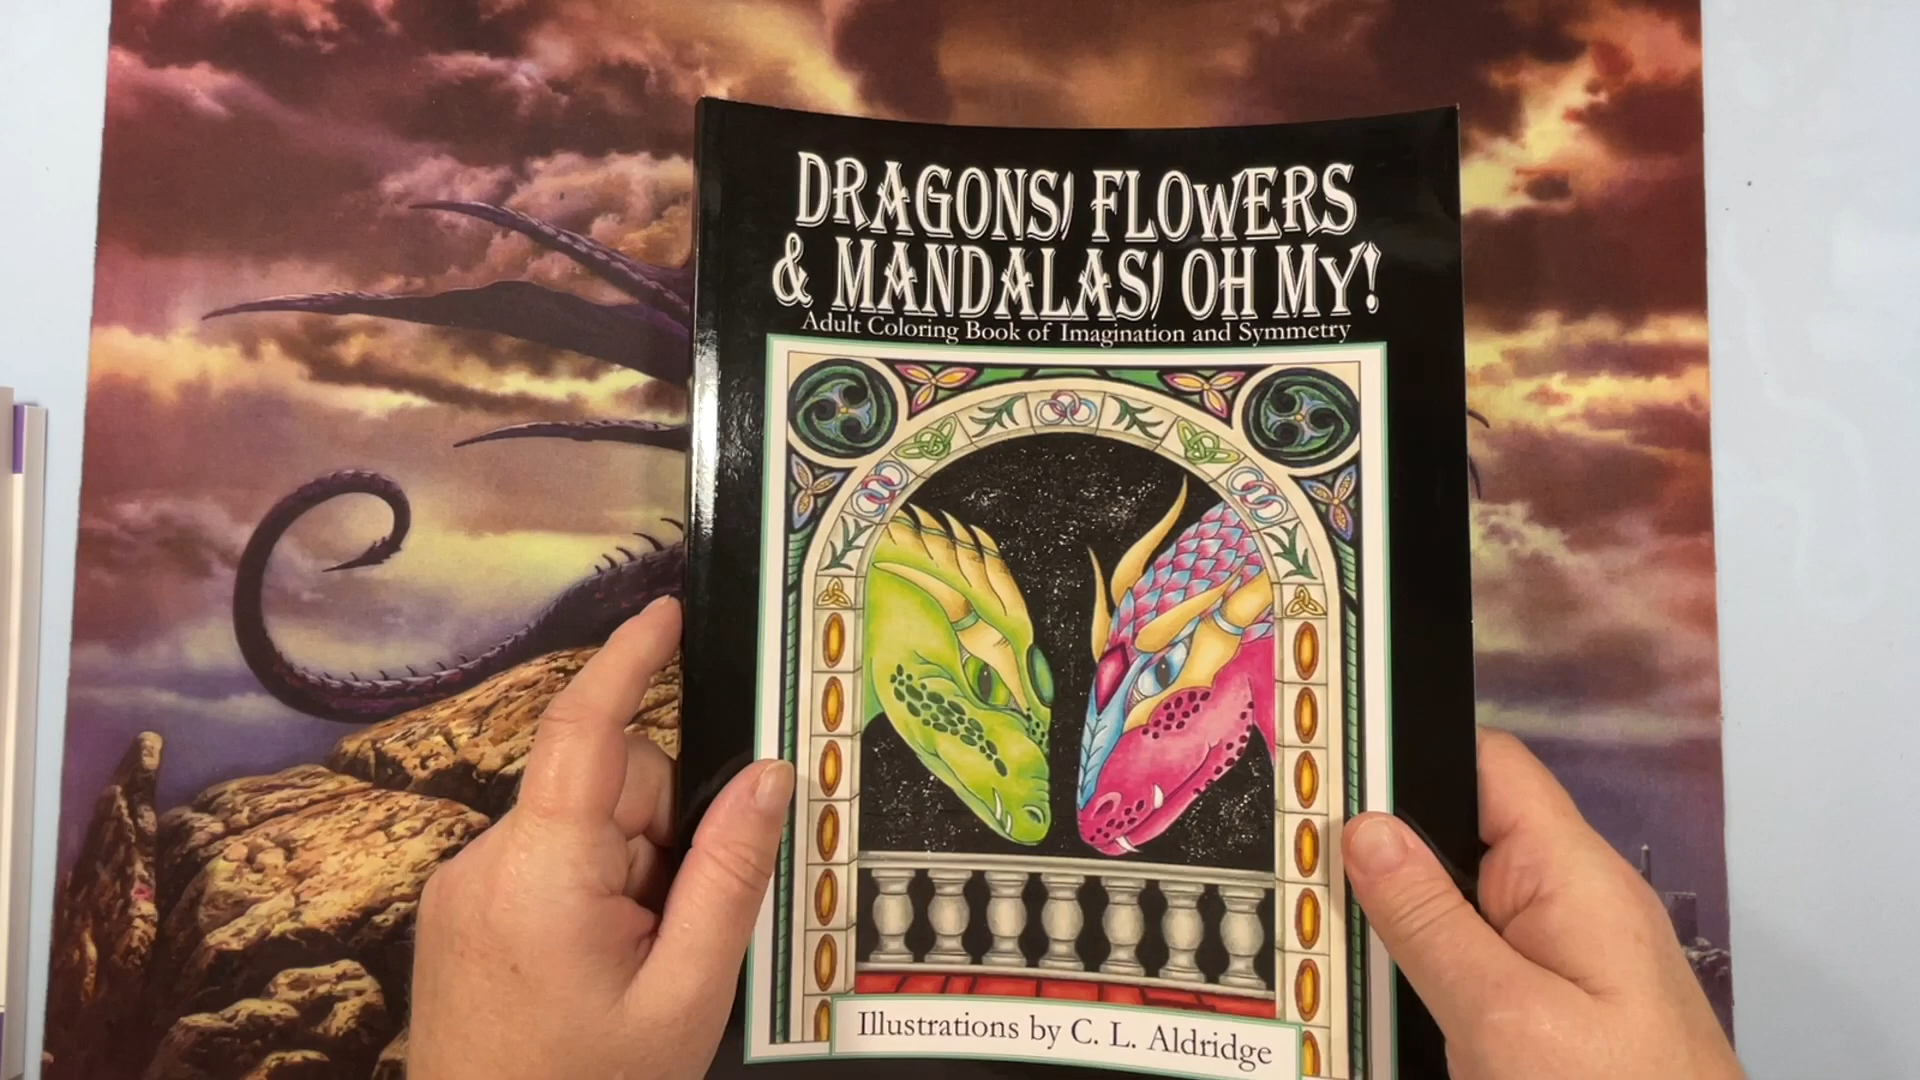 DRAGONS, FLOWERS
& MANDALAS, OH MY!
Adult Coloring Book of Imagination and Symmetry
Illustrations by C. L. Aldridge